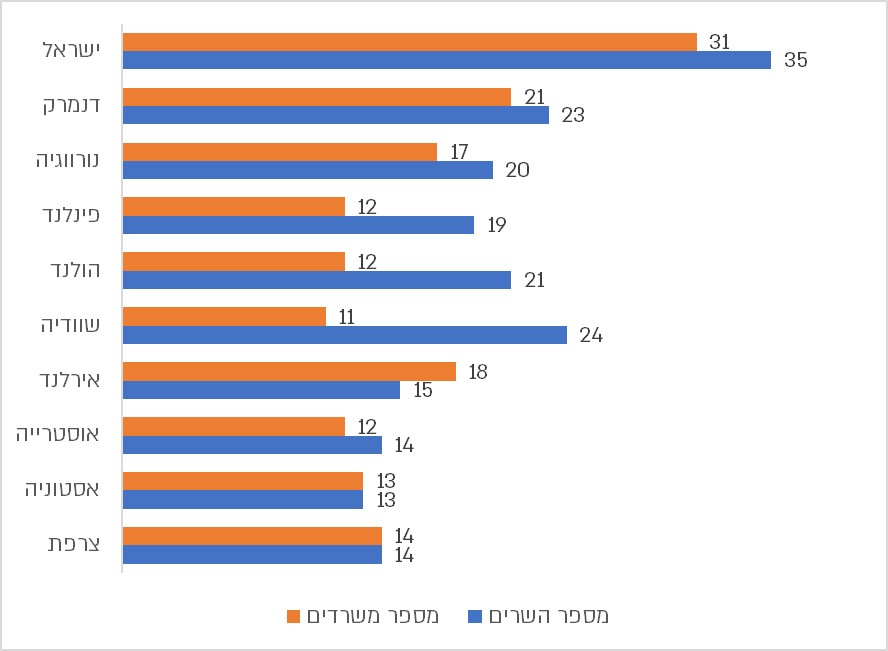 ישראל
31
35
דנמרק
21
23
נורווגיה
17
20
פינלנד
12
19
הולנד
12
21
שוודיה
11
24
אירלנד
18
15
אוסטרייה
12
14
אסטוניה
13
13
צרפת
14
14
מספר השרים
מספר משרדים